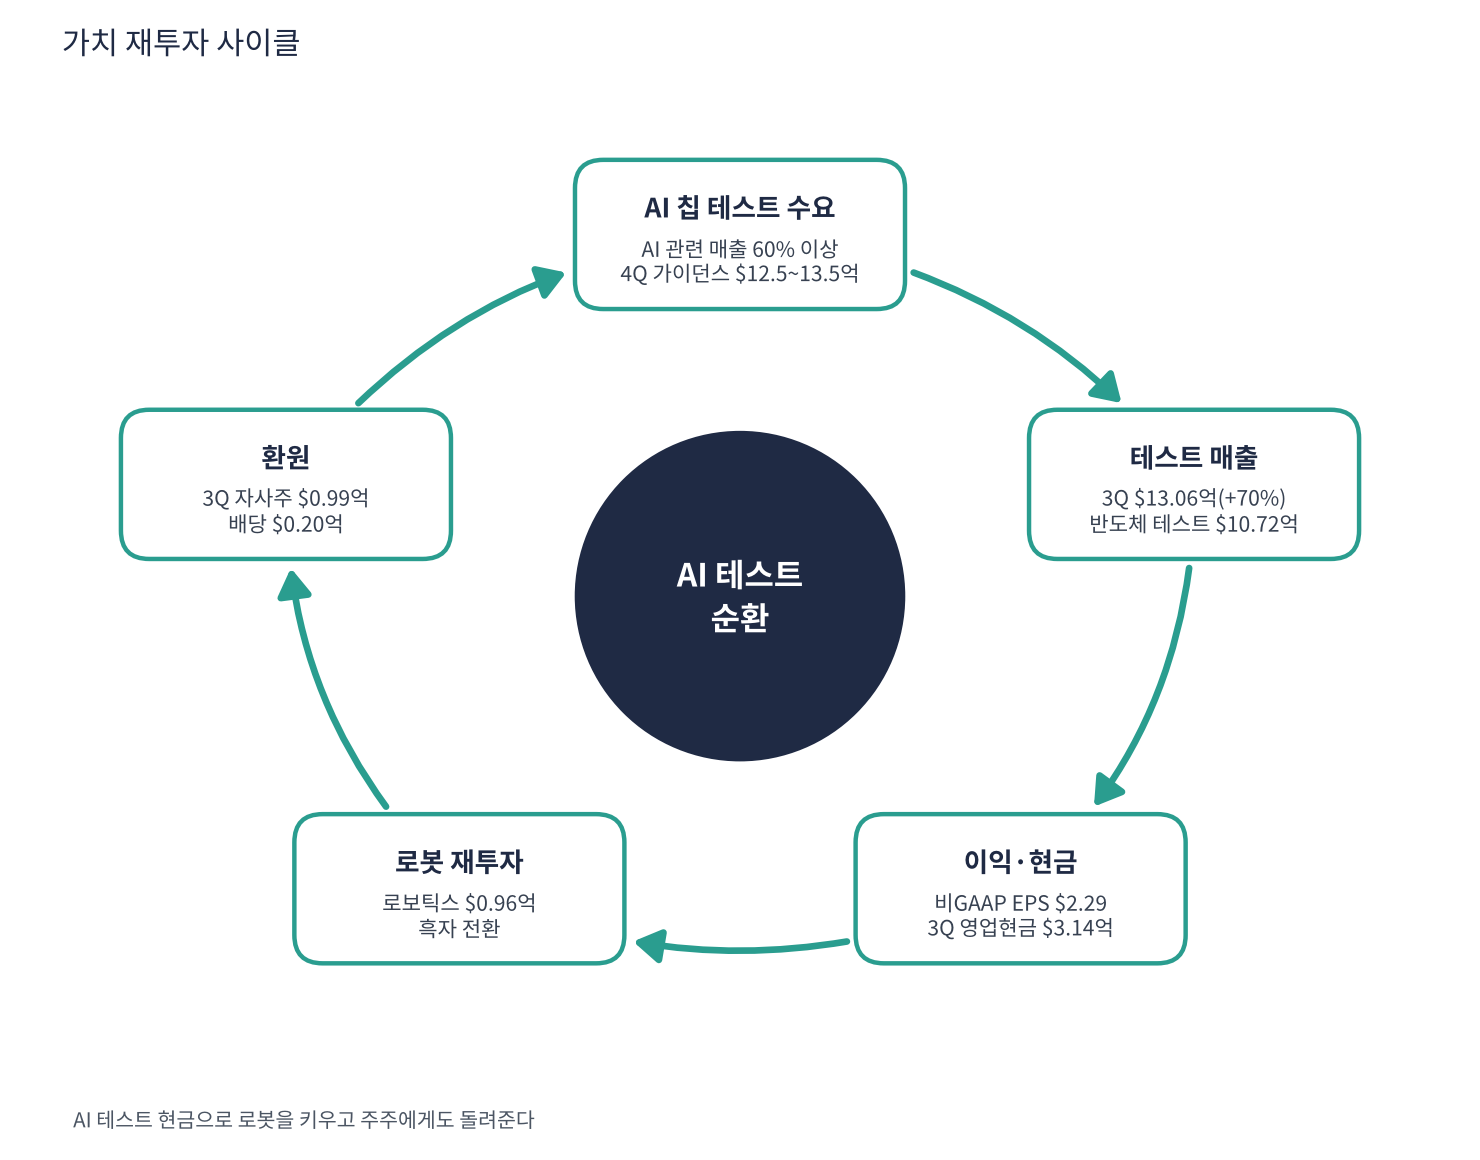 가치 재투자 사이클
AI 칩 테스트 수요
AI 관련 매출 60% 이상
4Q 가이던스 $12.5~13.5억
테스트 매출
3Q $13.06억(+70%)
반도체 테스트 $10.72억
이익·현금
비GAAP EPS $2.29
3Q 영업현금 $3.14억
로봇 재투자
로보틱스 $0.96억
흑자 전환
환원
3Q 자사주 $0.99억
배당 $0.20억
AI 테스트
순환
AI 테스트 현금으로 로봇을 키우고 주주에게도 돌려준다